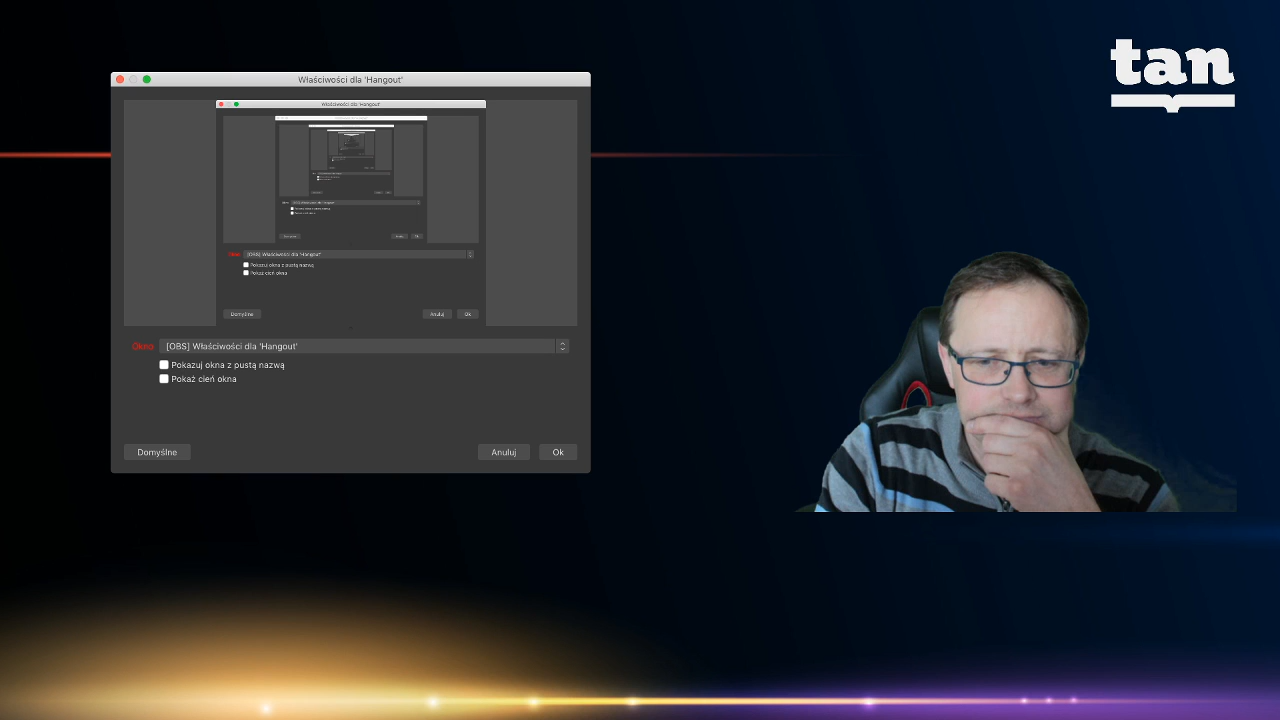 tan
Właściwości dla 'Hangout'
Właściwości dla 'Hangout'
[OBS] Właściwości dla 'Hangout'
Pokazuj okna z pustą nazwą
Pokaż cień okna
Domyślne
Anuluj
Ok
Okno
[OBS] Właściwości dla 'Hangout'
Pokazuj okna z pustą nazwą
Pokaż cień okna
Domyślne
Anuluj
Ok